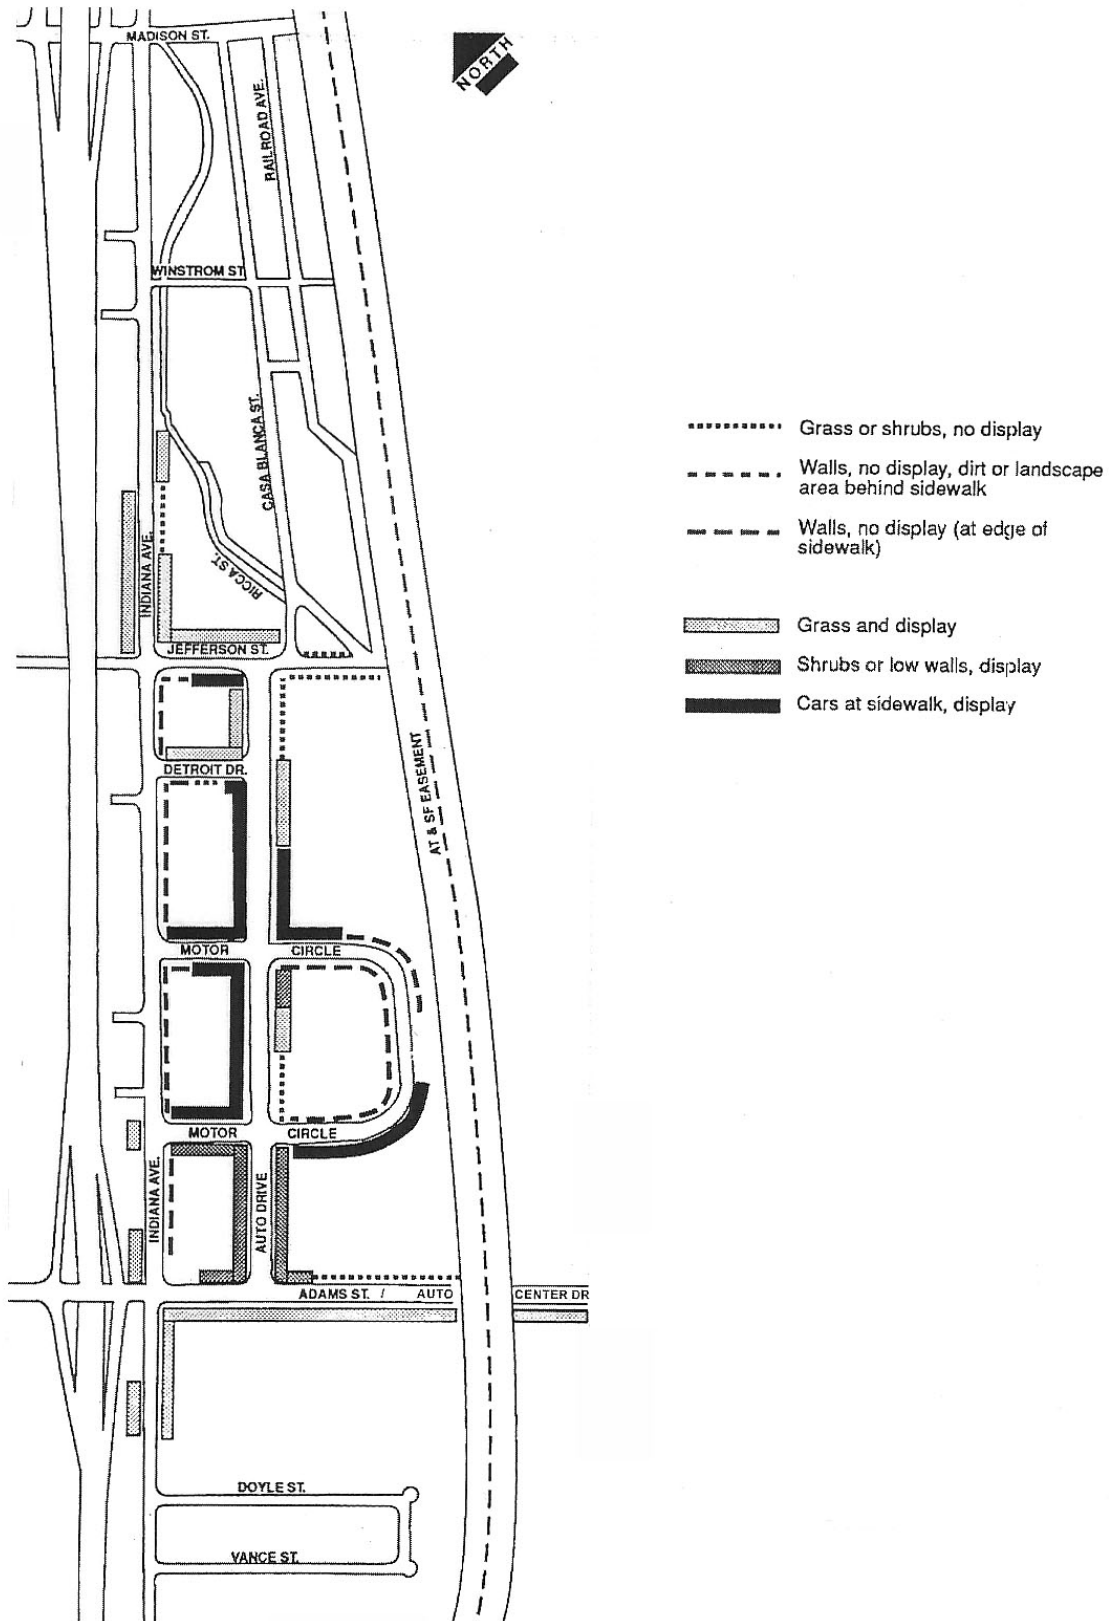 MADISON ST.
NORTH
RAILROAD AVE.
WINSTROM ST
CASA BLANCA ST.
INDIANA AVE.
RICCA ST.
JEFFERSON ST.
DETROIT DR.
AT & SF EASEMENT
MOTOR CIRCLE
MOTOR CIRCLE
INDIANA AVE.
AUTO DRIVE
ADAMS ST. / AUTO CENTER DR
DOYLE ST.
VANCE ST.
Grass or shrubs, no display
Walls, no display, dirt or landscape
area behind sidewalk
Walls, no display (at edge of
sidewalk)
Grass and display
Shrubs or low walls, display
Cars at sidewalk, display